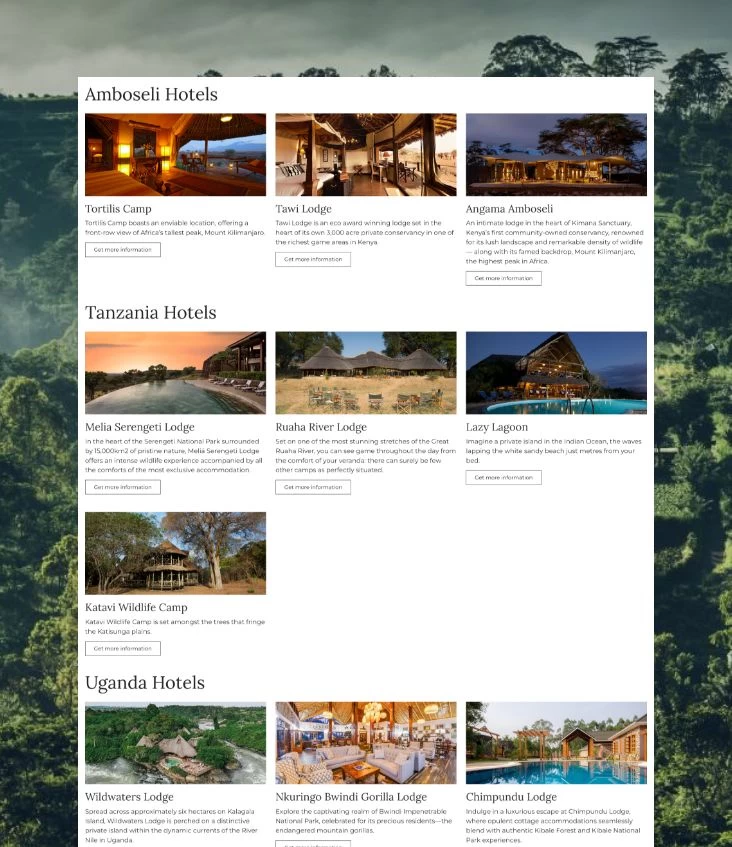 Amboseli Hotels
Tortilis Camp
Tortilis Camp boasts an enviable location, offering a
front-row view of Africa's tallest peak, Mount Kilimanjaro.
Get more information
Tawi Lodge
Tawi Lodge is an eco award winning lodge set in the
heart of its own 3,000 acre private conservancy in one of
the richest game areas in Kenya.
Get more information
Angama Amboseli
An intimate lodge in the heart of Kimana Sanctuary,
Kenya's first community-owned conservancy, renowned
for its lush landscape and remarkable density of wildlife
— along with its famed backdrop, Mount Kilimanjaro,
the highest peak in Africa.
Get more information
Tanzania Hotels
Melia Serengeti Lodge
In the heart of the Serengeti National Park surrounded
by 15,000km2 of pristine nature, Meliá Serengeti Lodge
offers an intense wildlife experience accompanied by all
the comforts of the most exclusive accommodation.
Get more information
Ruaha River Lodge
Set on one of the most stunning stretches of the Great
Ruaha River, you can see game throughout the day from
the comfort of your veranda: there can surely be few
other camps as perfectly situated.
Get more information
Lazy Lagoon
Imagine a private island in the Indian Ocean, the waves
lapping the white sandy beach just metres from your
bed.
Get more information
Katavi Wildlife Camp
Katavi Wildlife Camp is set amongst the trees that fringe
the Katisunga plains.
Get more information
Uganda Hotels
Wildwaters Lodge
Spread across approximately six hectares on Kalagala
Island, Wildwaters Lodge is perched on a distinctive
private island within the dynamic currents of the River
Nile in Uganda.
Nkuringo Bwindi Gorilla Lodge
Explore the captivating realm of Bwindi Impenetrable
National Park, celebrated for its precious residents—the
endangered mountain gorillas.
Chimpundu Lodge
Indulge in a luxurious escape at Chimpundu Lodge,
where opulent cottage accommodations seamlessly
blend with authentic Kibale Forest and Kibale National
Park experiences.